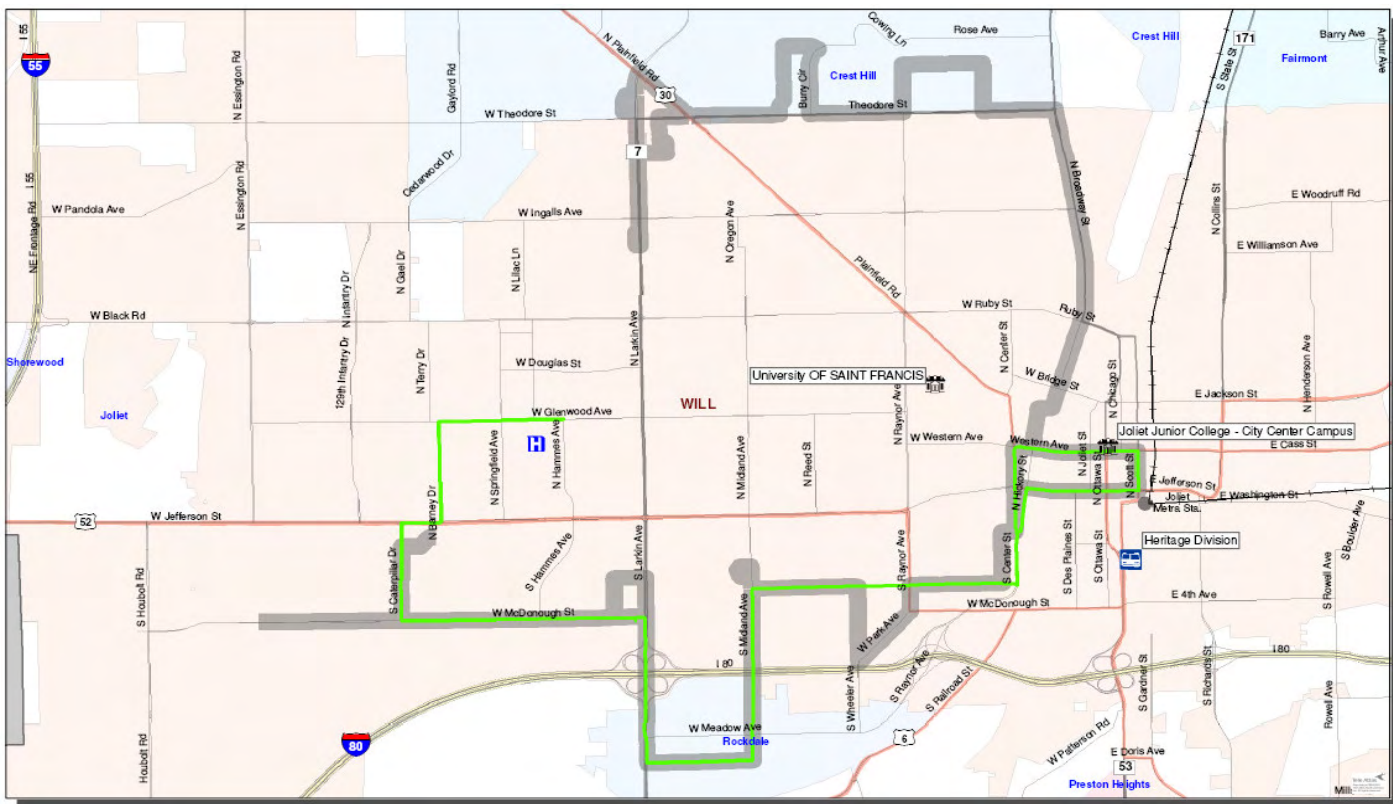 I 55
55
N Essington Rd
Gaylord Rd
N Plainfield Rd
Cowing Ln
Rose Ave
Crest Hill
171
S State St
Barry Ave
Arthur Ave
Fairmont
Crest Hill
Burry Cir
30
Theodore St
W Theodore St
7
I 55
N Essington Rd
Cedarwood Dr
W Pandola Ave
NE Frontage Rd
W Ingalls Ave
N Oregon Ave
N Broadway St
N Collins St
E Woodruff Rd
E Williamson Ave
N Infantry Dr
N Gael Dr
N Lilac Ln
Plainfield Rd
W Black Rd
W Ruby St
Ruby St
N Larkin Ave
N Center St
Shorewood
129th Infantry Dr
N Terry Dr
W Douglas St
W Bridge St
N Chicago St
N Henderson Ave
University OF SAINT FRANCIS
E Jackson St
Joliet
WILL
W Glenwood Ave
N Raynor Ave
Joliet Junior College - City Center Campus
H
N Springfield Ave
N Hammes Ave
N Midland Ave
N Reed St
W Western Ave
Western Ave
N Joliet St
E Cass St
N Hickory St
N Ottawa St
N Scott St
E Jefferson St
E Washington St
Joliet
Metra Sta.
N Barney Dr
52
W Jefferson St
S Boulder Ave
S Hammes Ave
S Larkin Ave
S Raynor Ave
S Center St
S Des Plaines St
S Ottawa St
Heritage Division
S Houbolt Rd
S Caterpillar Dr
S Rowell Ave
W McDonough St
S Midland Ave
W McDonough St
E 4th Ave
W Park Ave
I 80
I 80
S Wheeler Ave
S Raynor Ave
S Railroad St
S Gardner St
S Richards St
Rowell Ave
W Meadow Ave
Rockdale
6
80
Houbolt Rd
W Patterson Rd
E Doris Ave
53
Preston Heights